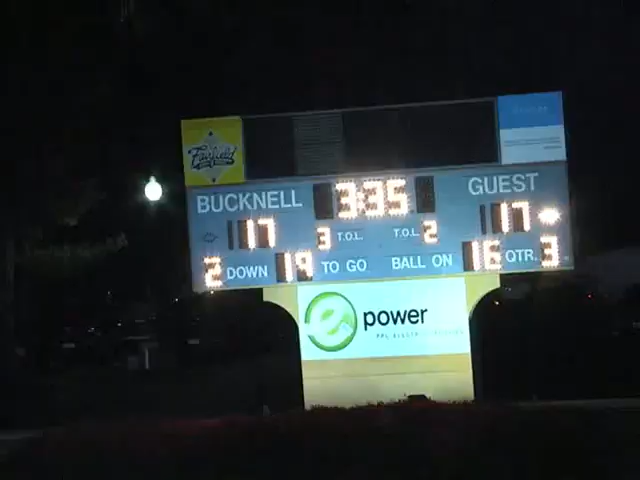 Fairfield
BUCKNELL 3:35 GUEST
17 3 T.O.L. T.O.L. 2 17
2 DOWN 19 TO GO BALL ON 16 QTR. 3
e power